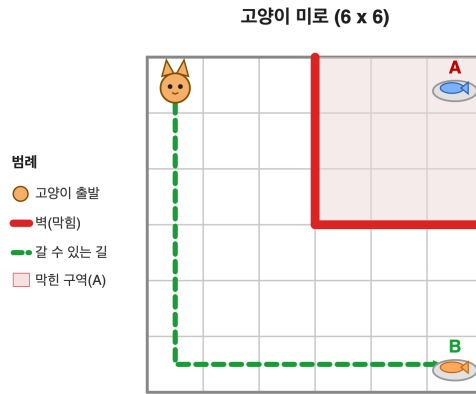 고양이 미로 (6 x 6)
A
범례
고양이 출발
벽(막힘)
갈 수 있는 길
막힌 구역(A)
B